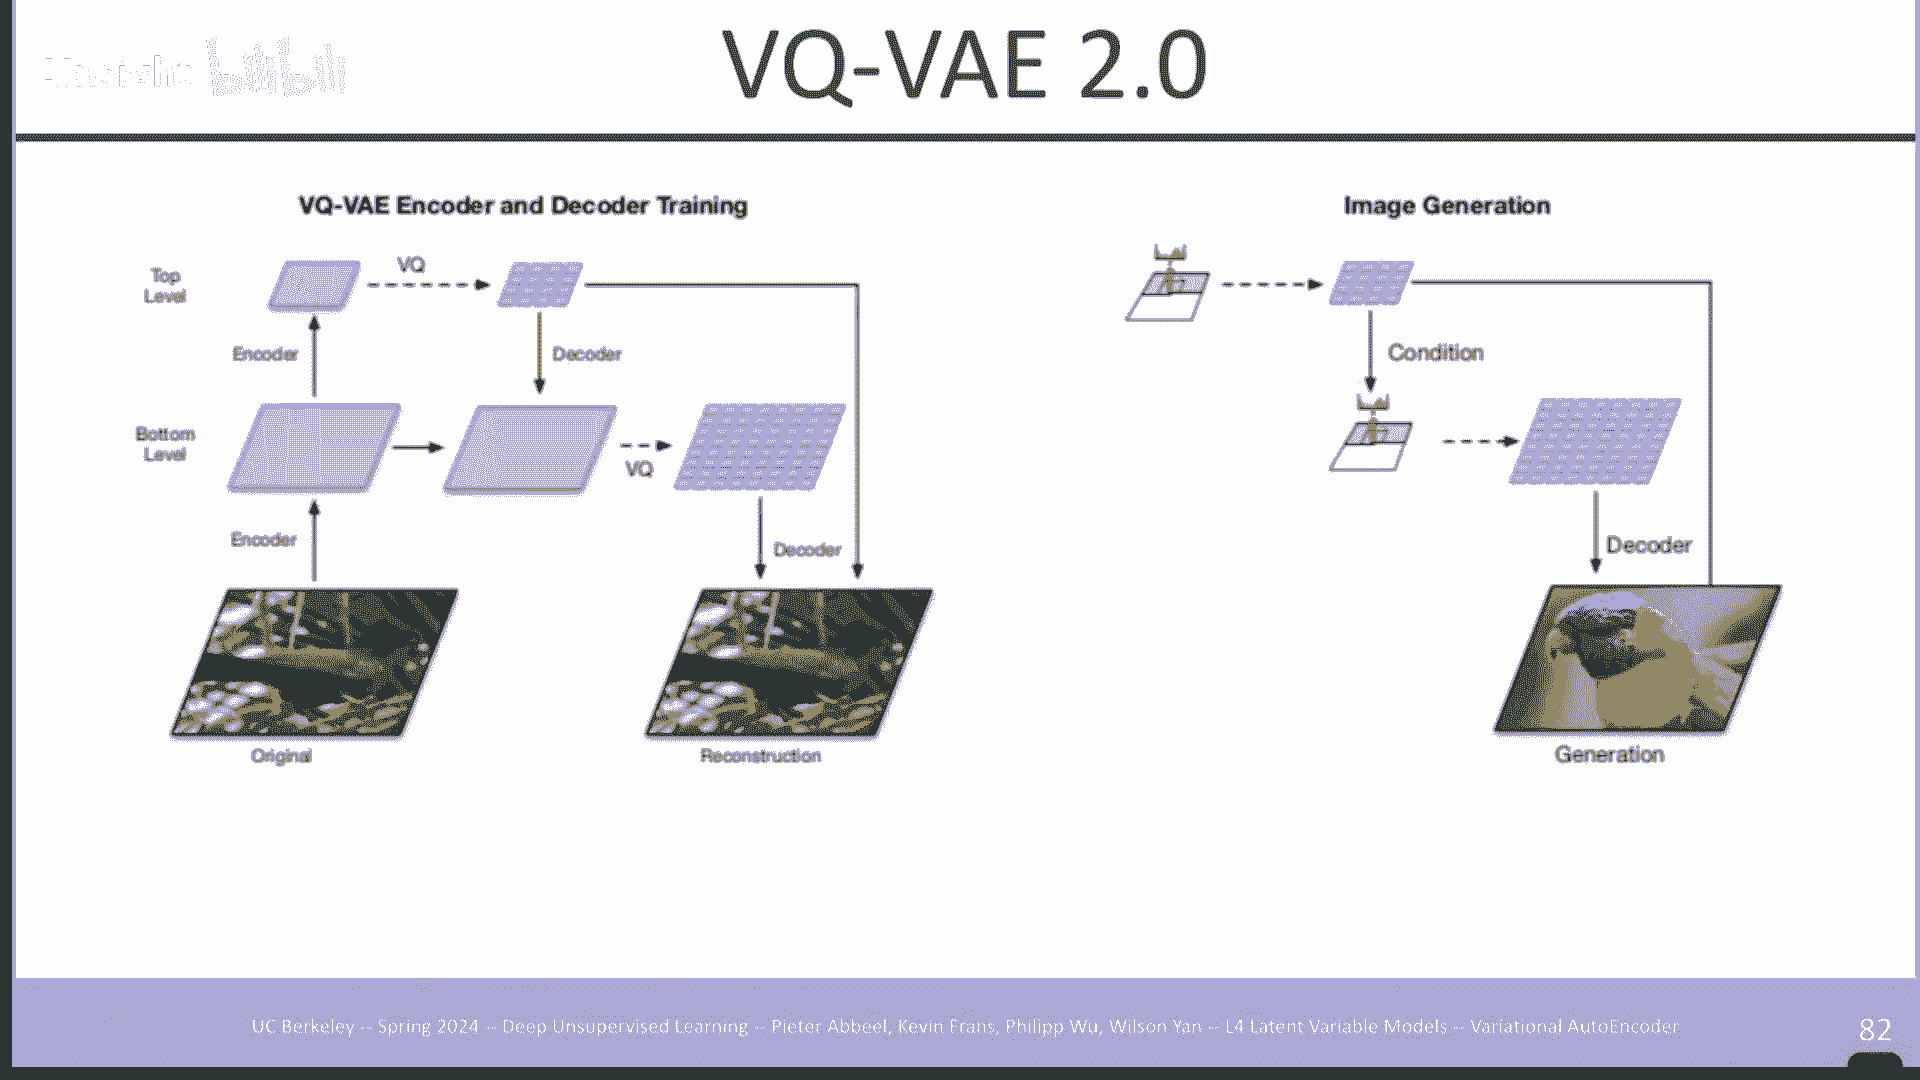 VQ-VAE 2.0
VQ-VAE Encoder and Decoder Training
Image Generation
Top
Level
VQ
Encoder
Decoder
Condition
Bottom
Level
VQ
Encoder
Decoder
Decoder
Original
Reconstruction
Generation
UC Berkeley -- Spring 2024 -- Deep Unsupervised Learning -- Pieter Abbeel, Kevin Frans, Philipp Wu, Wilson Yan -- L4 Latent Variable Models -- Variational AutoEncoder
82